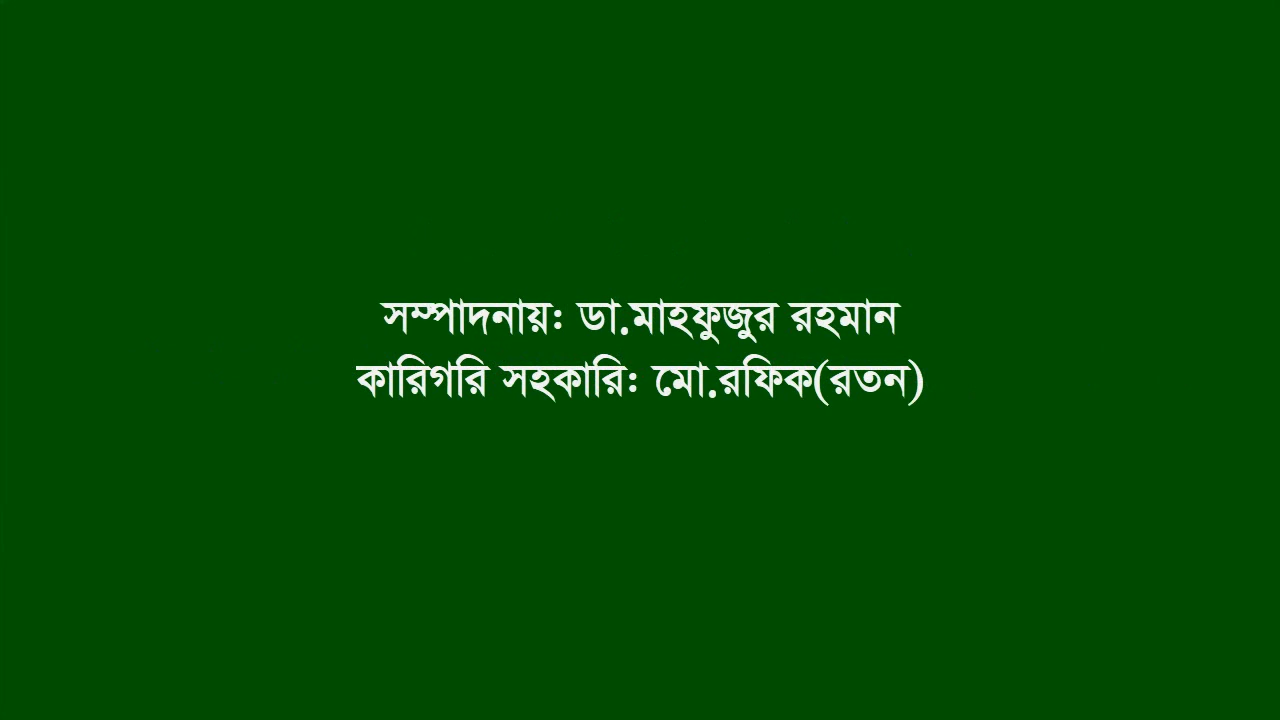 সম্পাদনায়ঃ ডা.মাহফুজুর রহমান
কারিগরি সহকারিঃ মো.রফিক(রতন)